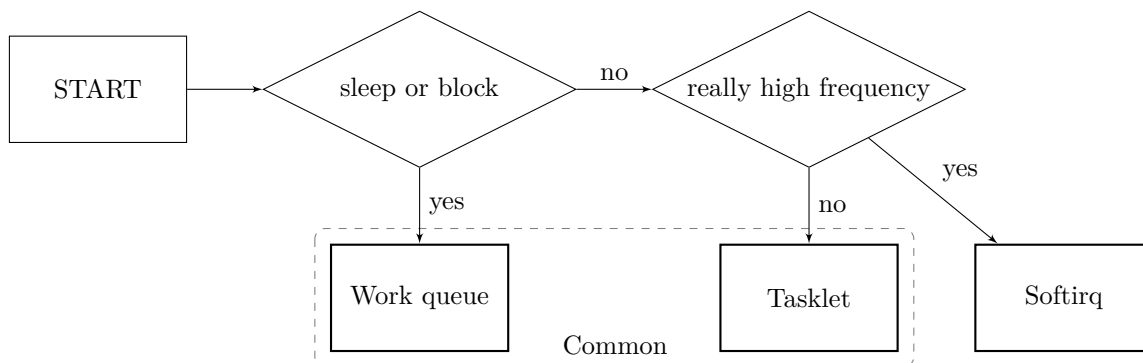 START
sleep or block
no
really high frequency
yes
no
yes
Work queue
Tasklet
Softirq
Common